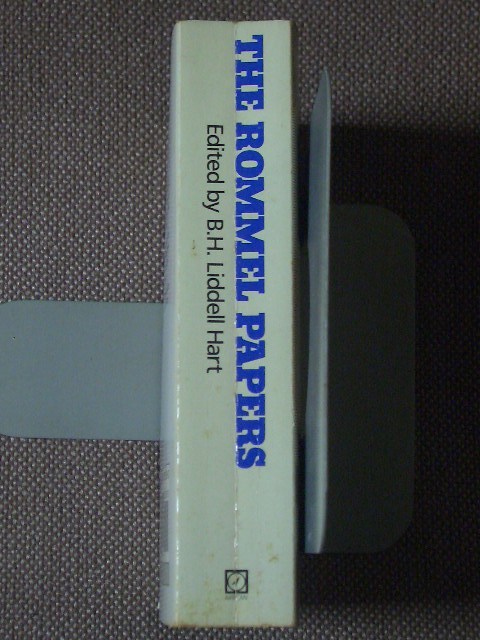 THE ROMMEL PAPERS
Edited by B.H. Liddell Hart